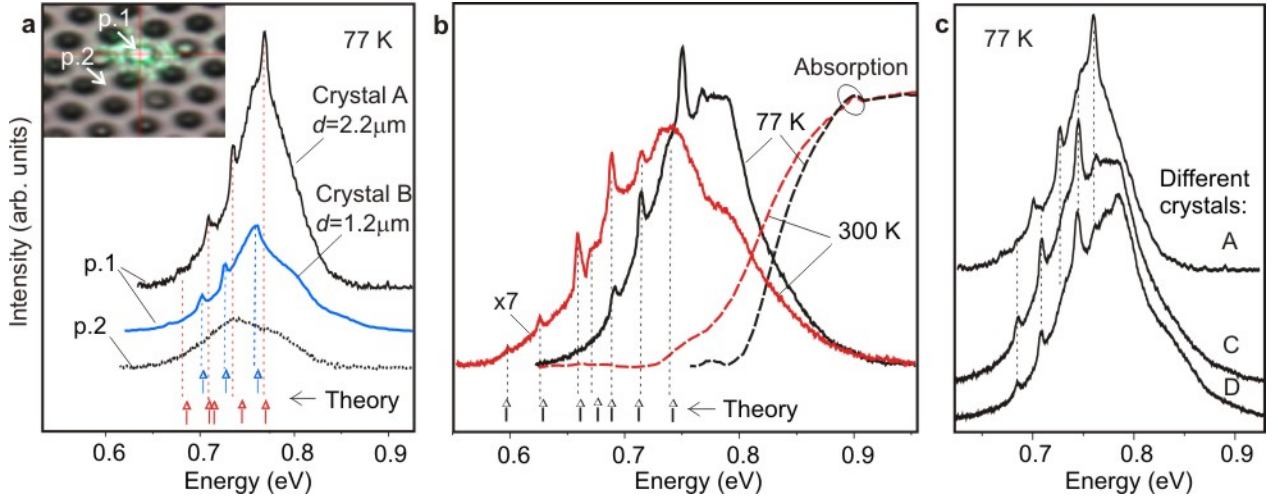 a
p.1
p.2
77 K
Crystal A
d=2.2μm
Crystal B
d=1.2μm
p.1
p.2
Theory
Intensity (arb. units)
0.6 0.7 0.8 0.9
Energy (eV)
b
Absorption
77 K
300 K
x7
Theory
0.6 0.7 0.8 0.9
Energy (eV)
c
77 K
Different
crystals:
A
C
D
0.7 0.8 0.9
Energy (eV)